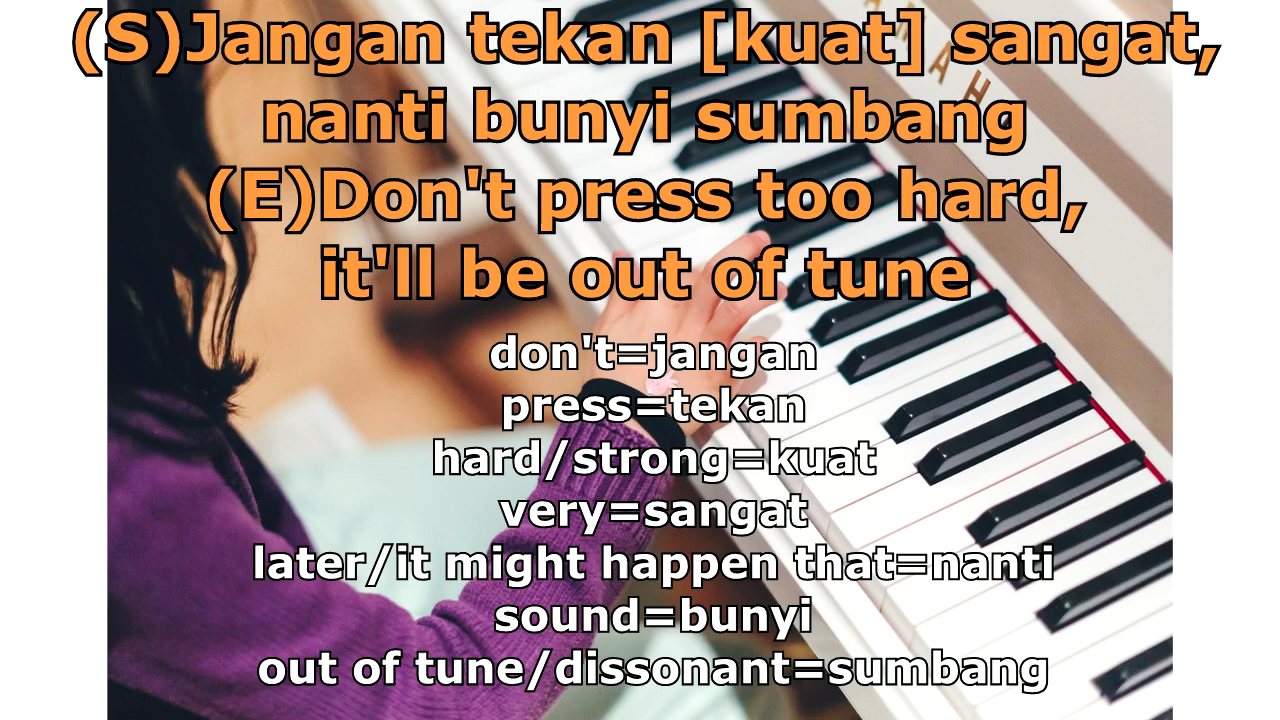 (S)Jangan tekan [kuat] sangat,
nanti bunyi sumbang
(E)Don't press too hard,
it'll be out of tune
don't=jangan
press=tekan
hard/strong=kuat
very=sangat
later/it might happen that=nanti
sound=bunyi
out of tune/dissonant=sumbang